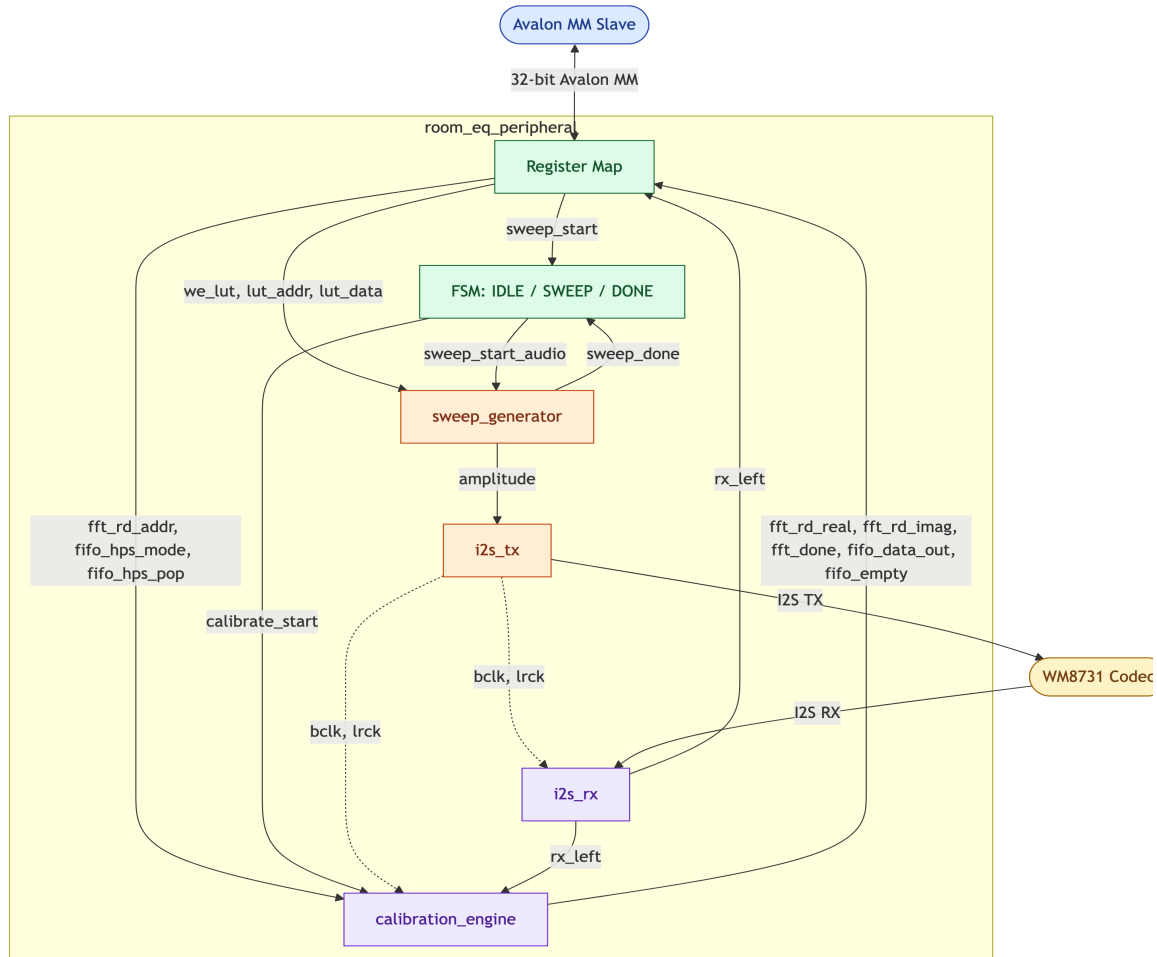 Avalon MM Slave
32-bit Avalon MM
room_eq_peripheral
Register Map
sweep_start
we_lut, lut_addr, lut_data
FSM: IDLE / SWEEP / DONE
sweep_start_audio
sweep_done
sweep_generator
amplitude
rx_left
fft_rd_addr,
fifo_hps_mode,
fifo_hps_pop
i2s_tx
fft_rd_real, fft_rd_imag,
fft_done, fifo_data_out,
fifo_empty
I2S TX
calibrate_start
bclk, lrck
WM8731 Codec
I2S RX
bclk, lrck
i2s_rx
rx_left
calibration_engine